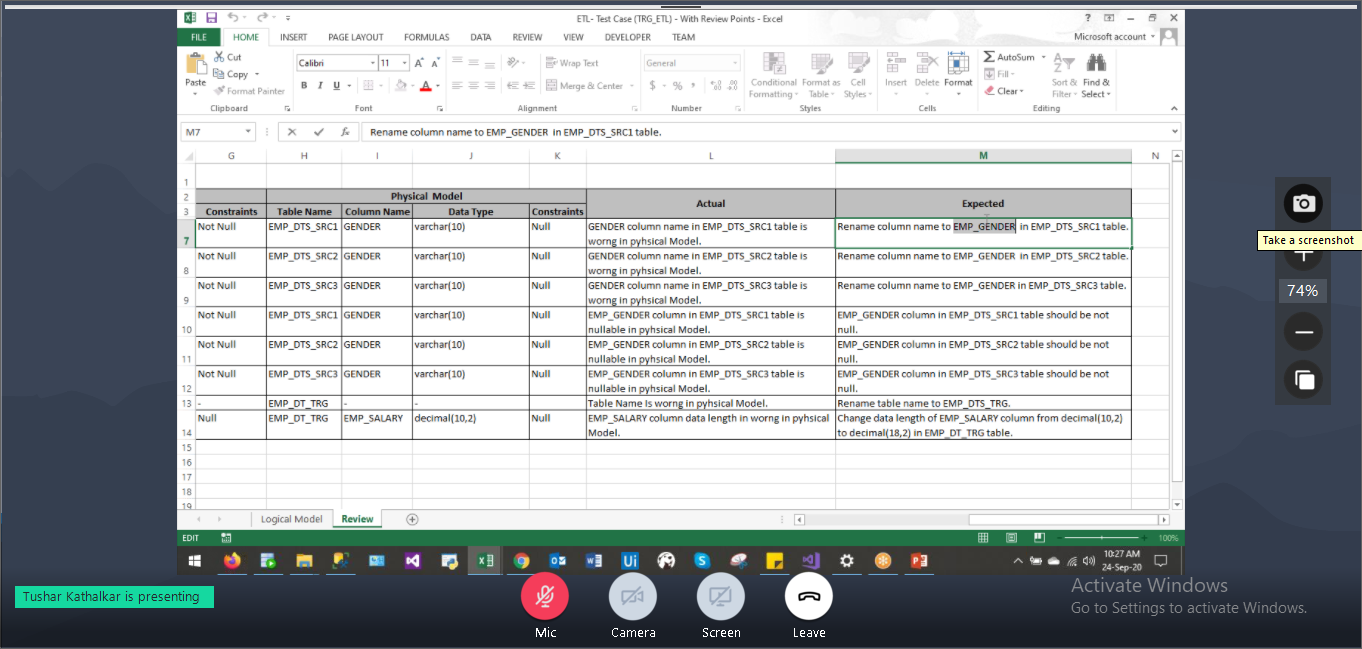 ETL- Test Case (TRG_ETL) - With Review Points - Excel
FILE HOME INSERT PAGE LAYOUT FORMULAS DATA REVIEW VIEW DEVELOPER TEAM Microsoft account
Paste Cut Copy Format Painter
Clipboard
Calibri 11
B I U
Font
Wrap Text
Merge & Center
Alignment
General
$ % ,
Number
Conditional Formatting Format as Table Cell Styles
Styles
Insert Delete Format
Cells
AutoSum
Fill
Clear
Sort & Filter Find & Select
Editing
M7 Rename column name to EMP_GENDER in EMP_DTS_SRC1 table.
G H I J K L M N
1
2 Physical Model Actual Expected
3 Constraints Table Name Column Name Data Type Constraints
7 Not Null EMP_DTS_SRC1 GENDER varchar(10) Null GENDER column name in EMP_DTS_SRC1 table is worng in pyhsical Model. Rename column name to EMP_GENDER in EMP_DTS_SRC1 table.
8 Not Null EMP_DTS_SRC2 GENDER varchar(10) Null GENDER column name in EMP_DTS_SRC2 table is worng in pyhsical Model. Rename column name to EMP_GENDER in EMP_DTS_SRC2 table.
9 Not Null EMP_DTS_SRC3 GENDER varchar(10) Null GENDER column name in EMP_DTS_SRC3 table is worng in pyhsical Model. Rename column name to EMP_GENDER in EMP_DTS_SRC3 table.
10 Not Null EMP_DTS_SRC1 GENDER varchar(10) Null EMP_GENDER column in EMP_DTS_SRC1 table is nullable in pyhsical Model. EMP_GENDER column in EMP_DTS_SRC1 table should be not null.
11 Not Null EMP_DTS_SRC2 GENDER varchar(10) Null EMP_GENDER column in EMP_DTS_SRC2 table is nullable in pyhsical Model. EMP_GENDER column in EMP_DTS_SRC2 table should be not null.
12 Not Null EMP_DTS_SRC3 GENDER varchar(10) Null EMP_GENDER column in EMP_DTS_SRC3 table is nullable in pyhsical Model. EMP_GENDER column in EMP_DTS_SRC3 table should be not null.
13 - EMP_DT_TRG - - Table Name Is worng in pyhsical Model. Rename table name to EMP_DTS_TRG.
14 Null EMP_DT_TRG EMP_SALARY decimal(10,2) Null EMP_SALARY column data length in worng in pyhsical Model. Change data length of EMP_SALARY column from decimal(10,2) to decimal(18,2) in EMP_DT_TRG table.
15
16
17
18
19
Logical Model Review
EDIT 100%
10:27 AM
24-Sep-20
Take a screenshot
74%
Tushar Kathalkar is presenting
Mic Camera Screen Leave
Activate Windows
Go to Settings to activate Windows.